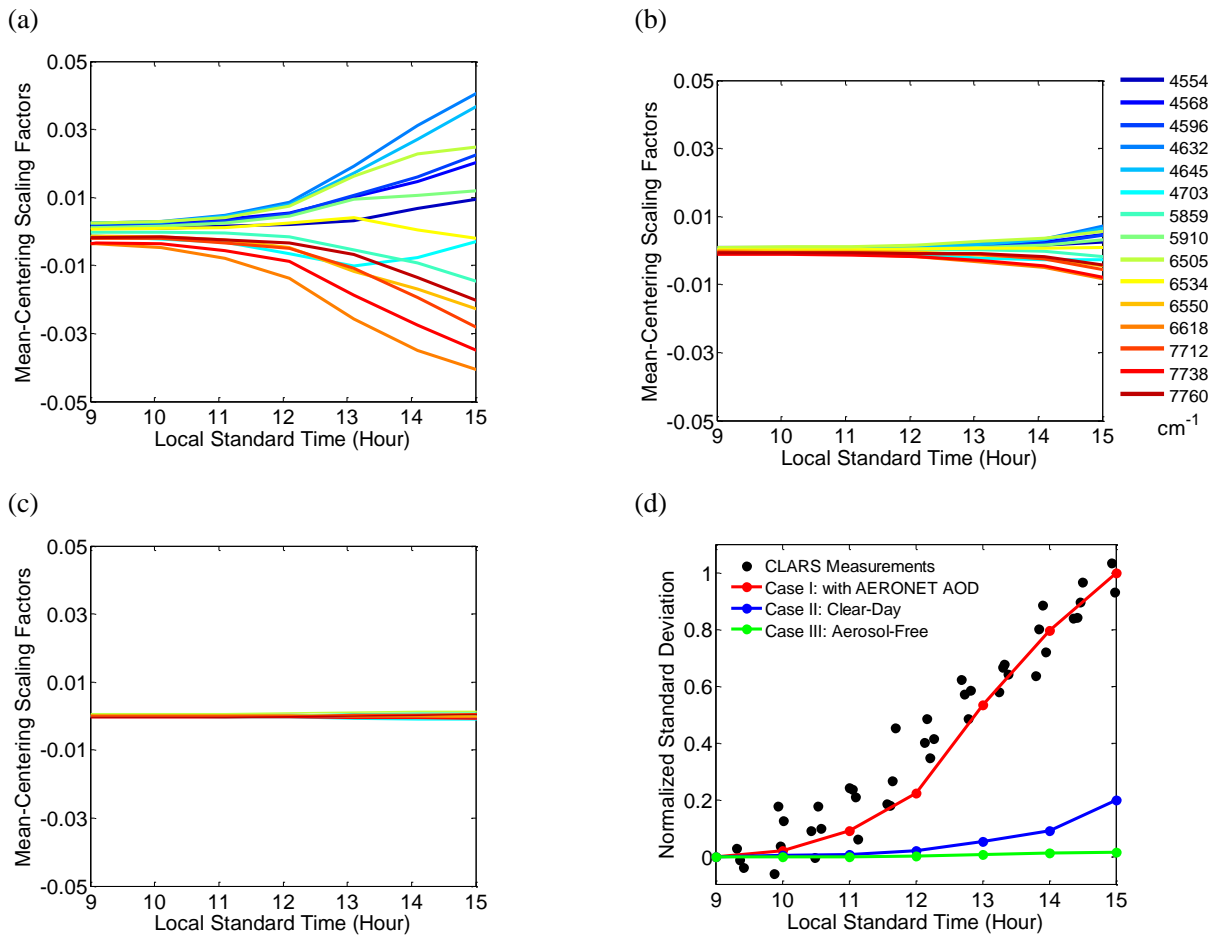 (a)
Mean-Centering Scaling Factors
0.05
0.03
0.01
-0.01
-0.03
-0.05
9 10 11 12 13 14 15
Local Standard Time (Hour)
(b)
Mean-Centering Scaling Factors
0.05
0.03
0.01
-0.01
-0.03
-0.05
9 10 11 12 13 14 15
Local Standard Time (Hour)
4554
4568
4596
4632
4645
4703
5859
5910
6505
6534
6550
6618
7712
7738
7760
cm-1
(c)
Mean-Centering Scaling Factors
0.05
0.03
0.01
-0.01
-0.03
-0.05
9 10 11 12 13 14 15
Local Standard Time (Hour)
(d)
Normalized Standard Deviation
1
0.8
0.6
0.4
0.2
0
CLARS Measurements
Case I: with AERONET AOD
Case II: Clear-Day
Case III: Aerosol-Free
9 10 11 12 13 14 15
Local Standard Time (Hour)